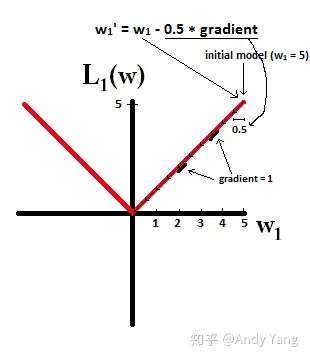 w₁' = w₁ - 0.5 * gradient
initial model (w₁ = 5)
L₁(w)
5
0.5
gradient = 1
1 2 3 4 5
w₁
知乎 @Andy Yang